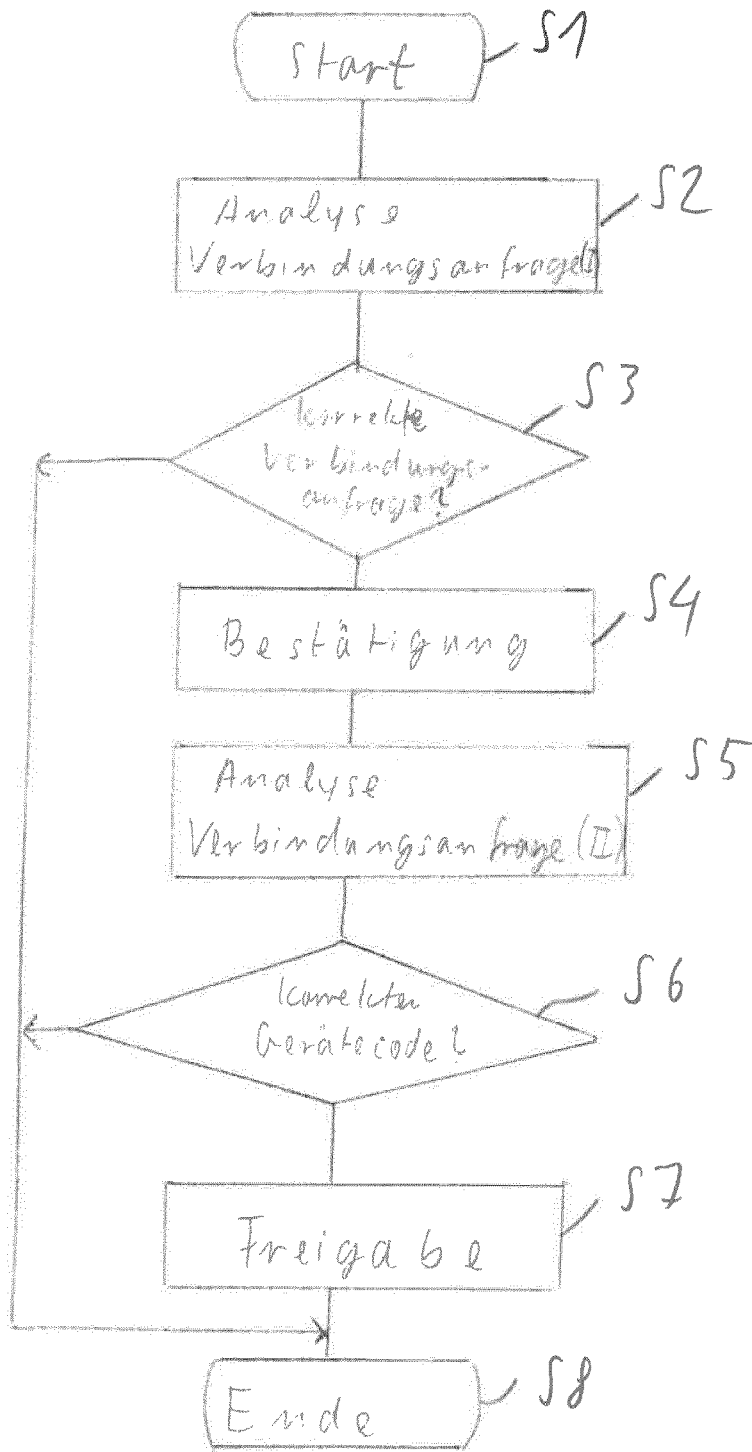 Start
S1
Analyse
Verbindungsanfrage(I)
S2
korrekte
Verbindungs-
anfrage?
S3
Bestätigung
S4
Analyse
Verbindungsanfrage (II)
S5
korrekter
Gerätecode?
S6
Freigabe
S7
Ende
S8